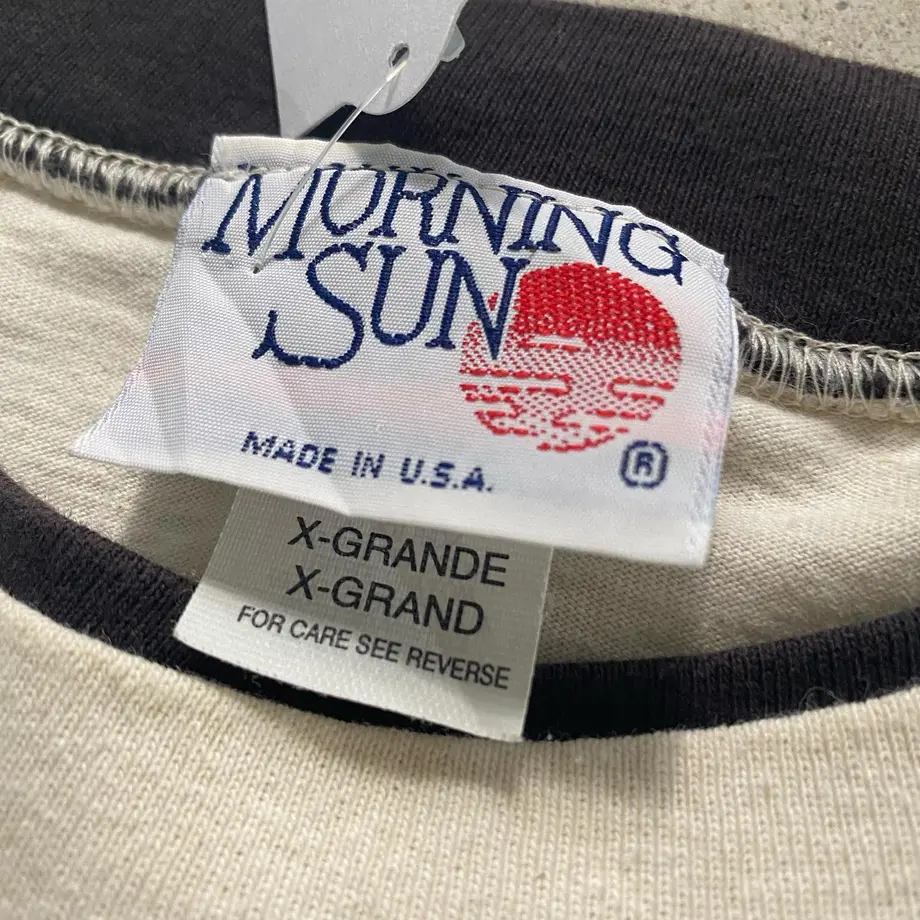 MORNING
SUN
MADE IN U.S.A.
®
X-GRANDE
X-GRAND
FOR CARE SEE REVERSE